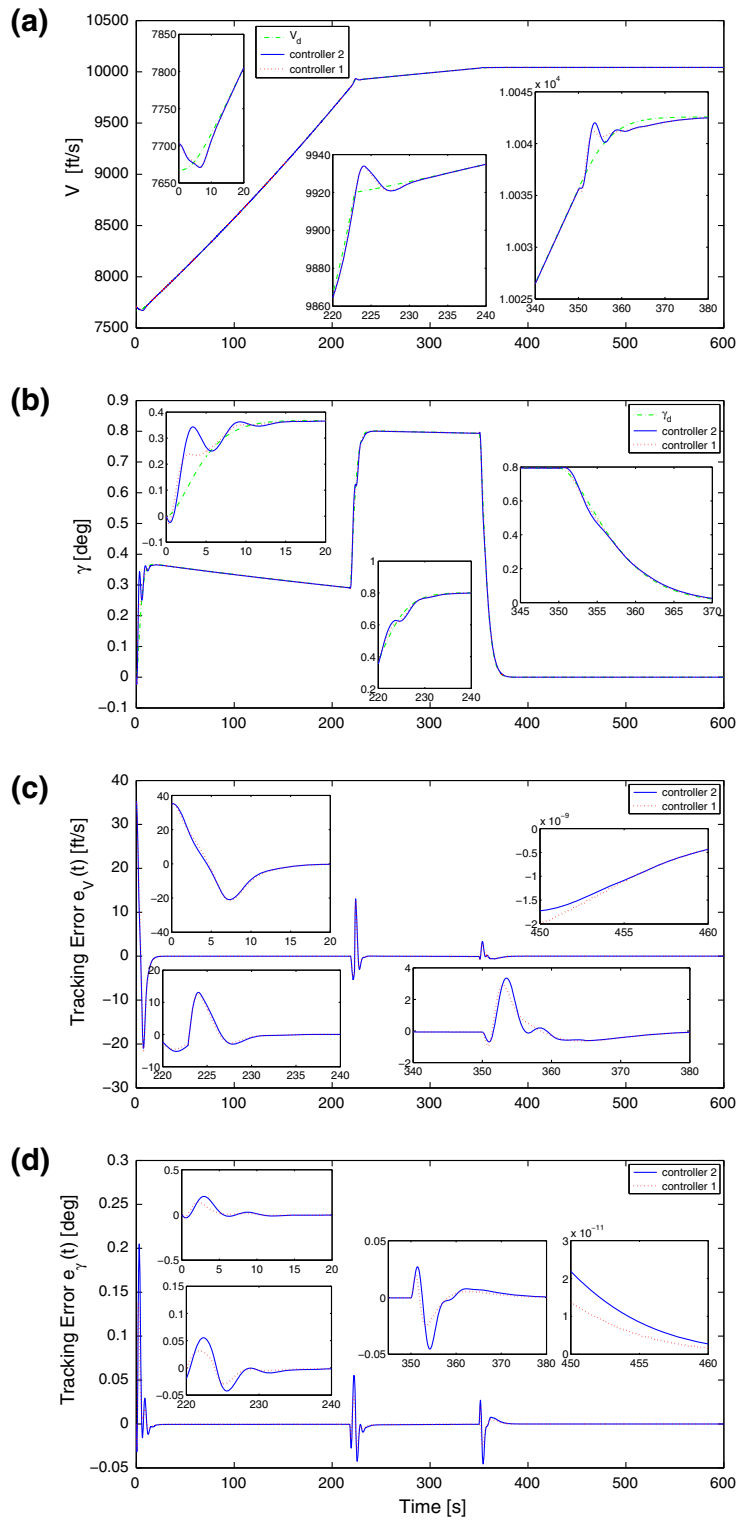 (a)
V [ft/s]
10500
10000
9500
9000
8500
8000
7500
0 100 200 300 400 500 600
V_d
controller 2
controller 1
7850
7800
7750
7700
7650
0 10 20
9940
9920
9900
9880
9860
220 225 230 235 240
x 10^4
1.0045
1.004
1.0035
1.003
1.0025
340 350 360 370 380
(b)
γ [deg]
0.9
0.8
0.7
0.6
0.5
0.4
0.3
0.2
0.1
0
−0.1
0 100 200 300 400 500 600
γ_d
controller 2
controller 1
0.4
0.3
0.2
0.1
0
−0.1
0 5 10 15 20
1
0.8
0.6
0.4
0.2
220 230 240
0.8
0.6
0.4
0.2
0
345 350 355 360 365 370
(c)
Tracking Error e_V(t) [ft/s]
40
30
20
10
0
−10
−20
−30
0 100 200 300 400 500 600
controller 2
controller 1
40
20
0
−20
−40
0 5 10 15 20
20
10
0
−10
220 225 230 235 240
x 10^−9
0
−0.5
−1
−1.5
−2
450 455 460
4
2
0
−2
340 350 360 370 380
(d)
Tracking Error e_γ(t) [deg]
0.3
0.25
0.2
0.15
0.1
0.05
0
−0.05
0 100 200 300 400 500 600
Time [s]
controller 2
controller 1
0.5
0
−0.5
0 5 10 15 20
0.15
0.1
0.05
0
−0.05
220 230 240
0.05
0
−0.05
350 360 370 380
x 10^−11
3
2
1
0
450 455 460